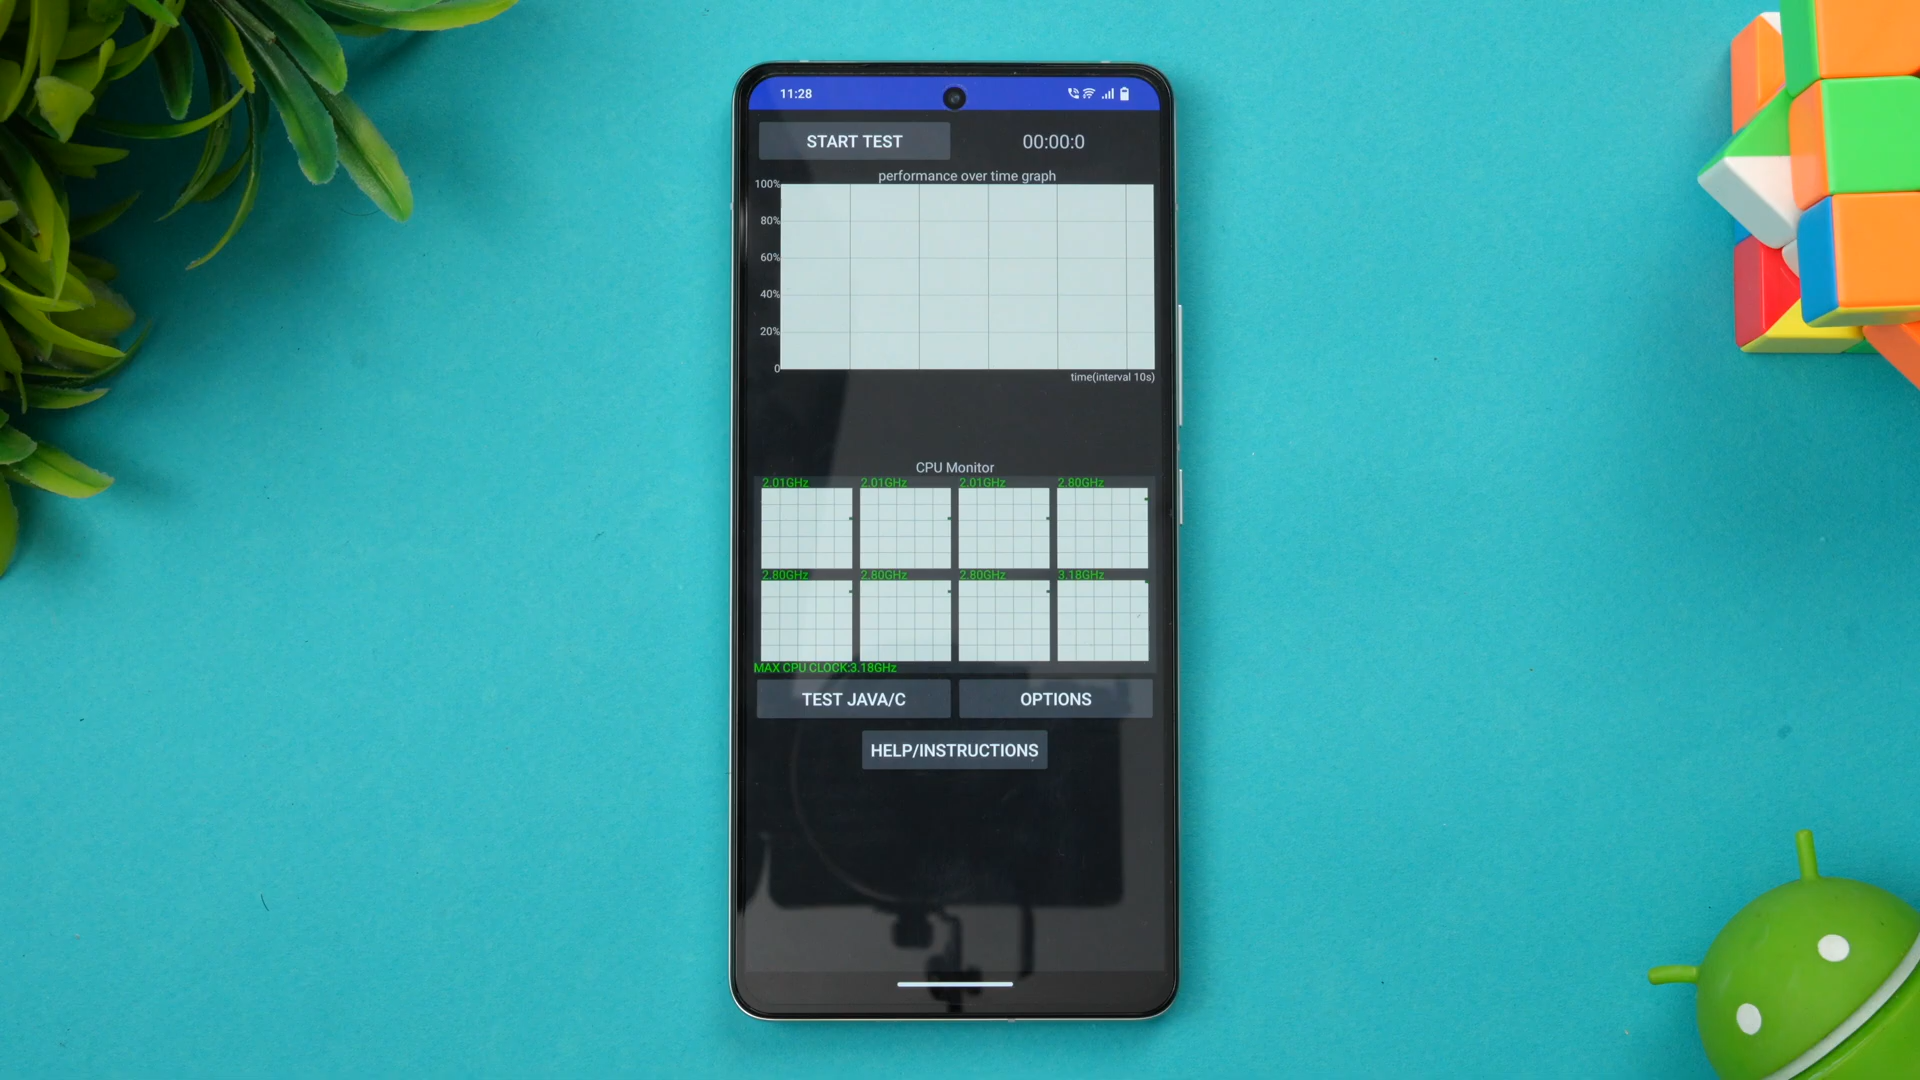 11:28
START TEST 00:00:0
performance over time graph
100%
80%
60%
40%
20%
0
time(interval 10s)
CPU Monitor
2.01GHz 2.01GHz 2.01GHz 2.80GHz
2.80GHz 2.80GHz 2.80GHz 3.18GHz
MAX CPU CLOCK:3.18GHz
TEST JAVA/C OPTIONS
HELP/INSTRUCTIONS